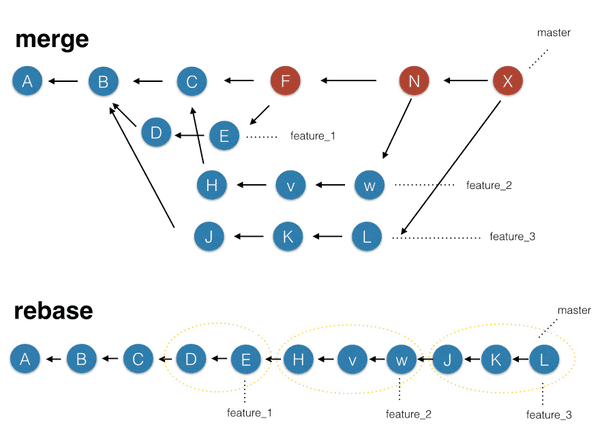 merge
master
A B C F N X
D E feature_1
H v w feature_2
J K L feature_3
rebase
master
A B C D E H v w J K L
feature_1 feature_2 feature_3